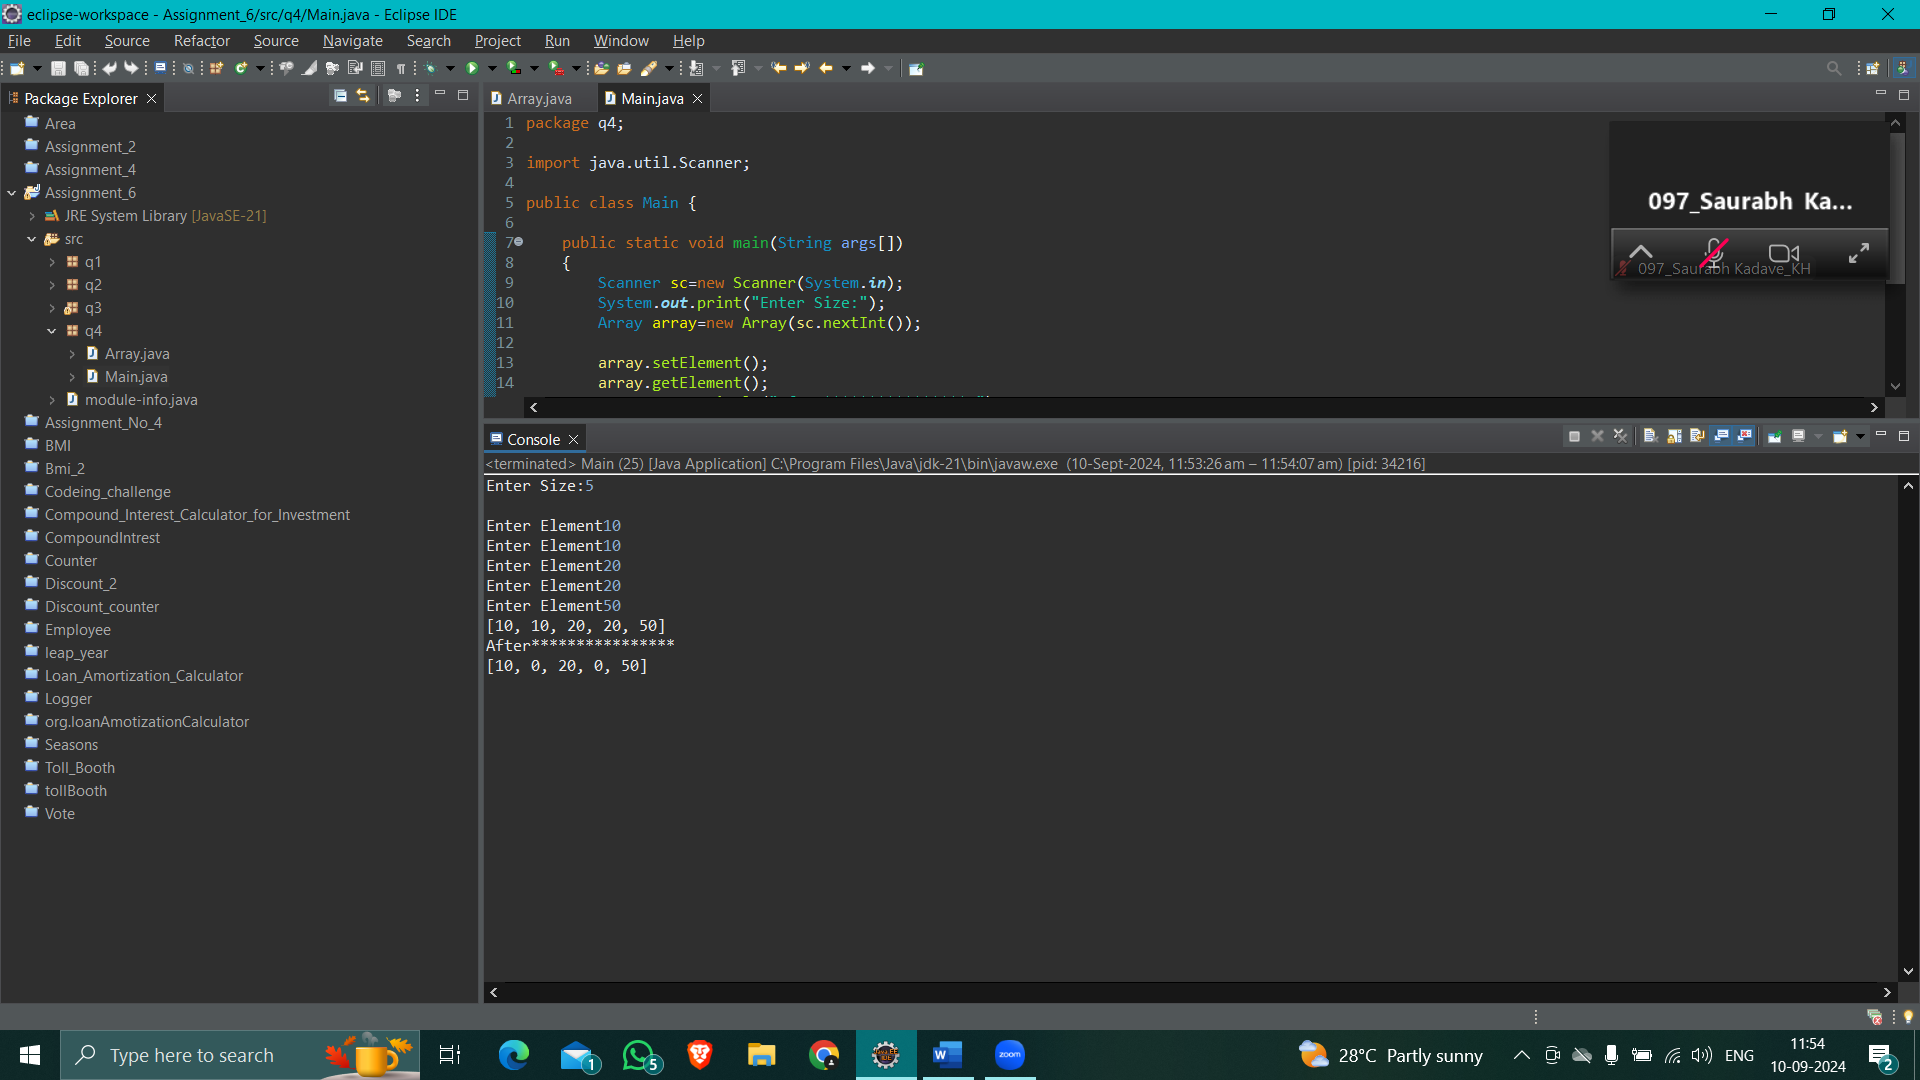 eclipse-workspace - Assignment_6/src/q4/Main.java - Eclipse IDE
File Edit Source Refactor Source Navigate Search Project Run Window Help
Package Explorer
Area
Assignment_2
Assignment_4
Assignment_6
JRE System Library [JavaSE-21]
src
q1
q2
q3
q4
Array.java
Main.java
module-info.java
Assignment_No_4
BMI
Bmi_2
Codeing_challenge
Compound_Interest_Calculator_for_Investment
CompoundIntrest
Counter
Discount_2
Discount_counter
Employee
leap_year
Loan_Amortization_Calculator
Logger
org.loanAmotizationCalculator
Seasons
Toll_Booth
tollBooth
Vote
Array.java Main.java
1 package q4;
2
3 import java.util.Scanner;
4
5 public class Main {
6
7 public static void main(String args[])
8 {
9 Scanner sc=new Scanner(System.in);
10 System.out.print("Enter Size:");
11 Array array=new Array(sc.nextInt());
12
13 array.setElement();
14 array.getElement();
097_Saurabh Ka...
097_Saurabh Kadave_KH
Console
<terminated> Main (25) [Java Application] C:\Program Files\Java\jdk-21\bin\javaw.exe (10-Sept-2024, 11:53:26 am – 11:54:07 am) [pid: 34216]
Enter Size:5
Enter Element10
Enter Element10
Enter Element20
Enter Element20
Enter Element50
[10, 10, 20, 20, 50]
After****************
[10, 0, 20, 0, 50]
Type here to search
1
5
W
zoom
28°C Partly sunny
ENG
11:54
10-09-2024
2